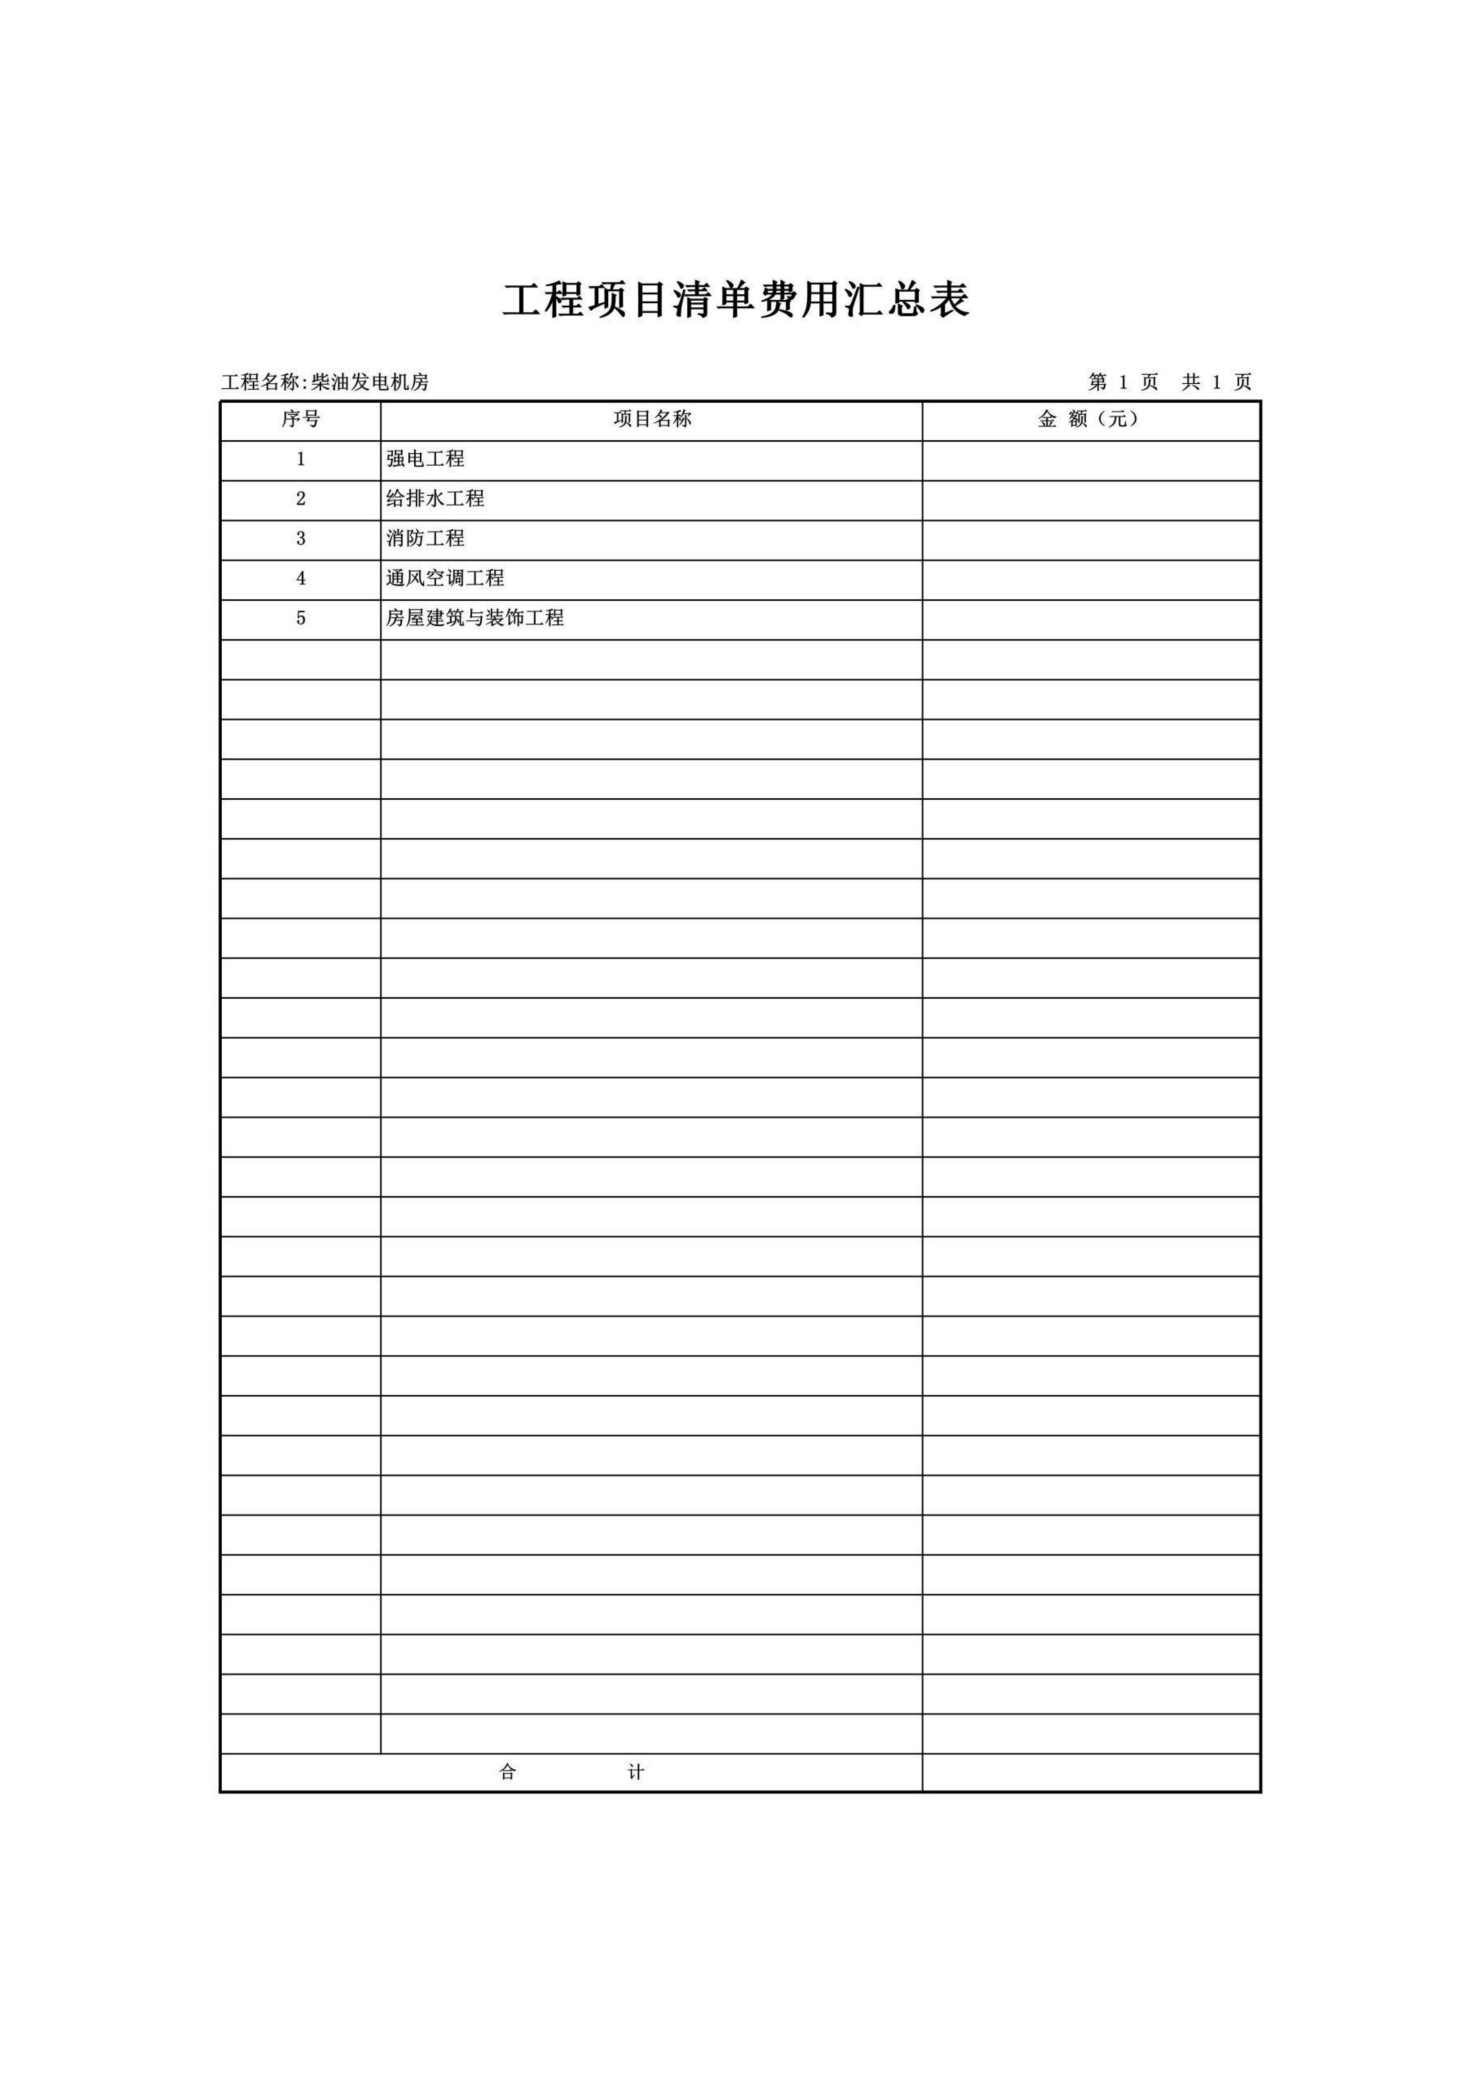 工程项目清单费用汇总表
工程名称:柴油发电机房 第 1 页 共 1 页
序号 项目名称 金 额（元）
1 强电工程
2 给排水工程
3 消防工程
4 通风空调工程
5 房屋建筑与装饰工程
合 计